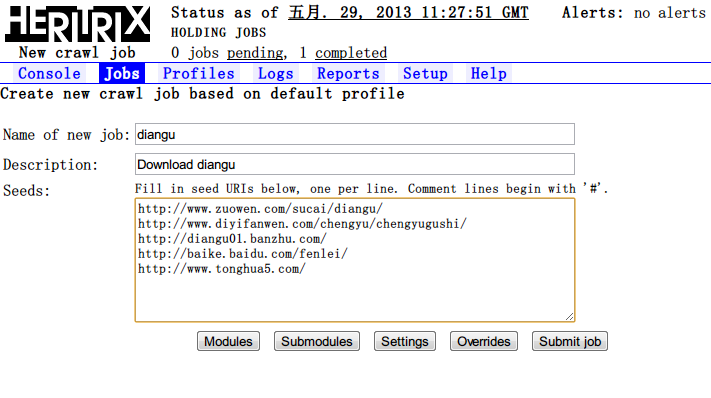 HERITRIX
Status as of 五月. 29, 2013 11:27:51 GMT Alerts: no alerts
HOLDING JOBS
New crawl job 0 jobs pending, 1 completed
Console Jobs Profiles Logs Reports Setup Help
Create new crawl job based on default profile
Name of new job: diangu
Description: Download diangu
Seeds: Fill in seed URIs below, one per line. Comment lines begin with '#'.
http://www.zuowen.com/sucai/diangu/
http://www.diyifanwen.com/chengyu/chengyugushi/
http://diangu01.banzhu.com/
http://baike.baidu.com/fenlei/
http://www.tonghua5.com/
Modules Submodules Settings Overrides Submit job